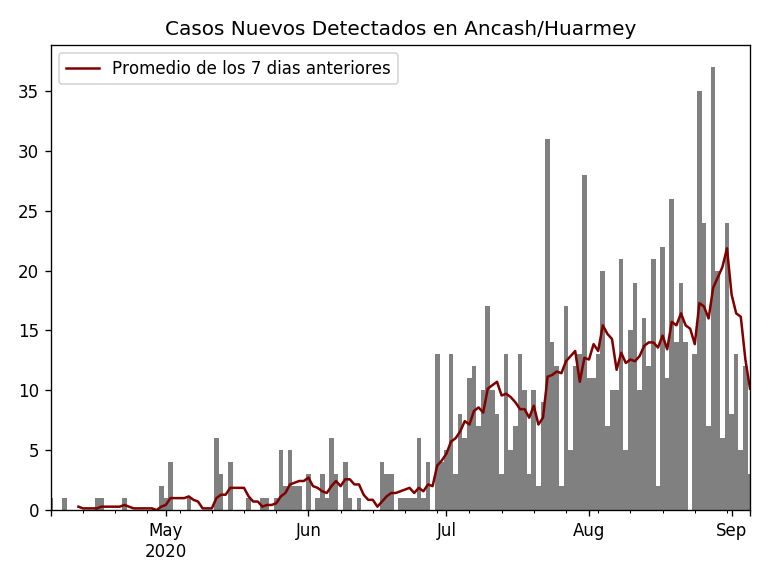 Casos Nuevos Detectados en Ancash/Huarmey
Promedio de los 7 dias anteriores
35
30
25
20
15
10
5
0
May
2020
Jun
Jul
Aug
Sep